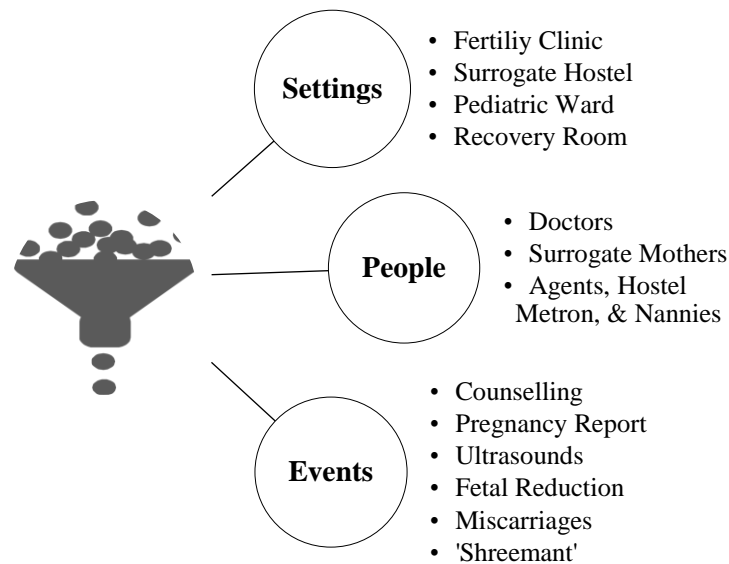 Settings
• Fertiliy Clinic
• Surrogate Hostel
• Pediatric Ward
• Recovery Room
People
• Doctors
• Surrogate Mothers
• Agents, Hostel
Metron, & Nannies
Events
• Counselling
• Pregnancy Report
• Ultrasounds
• Fetal Reduction
• Miscarriages
• 'Shreemant'